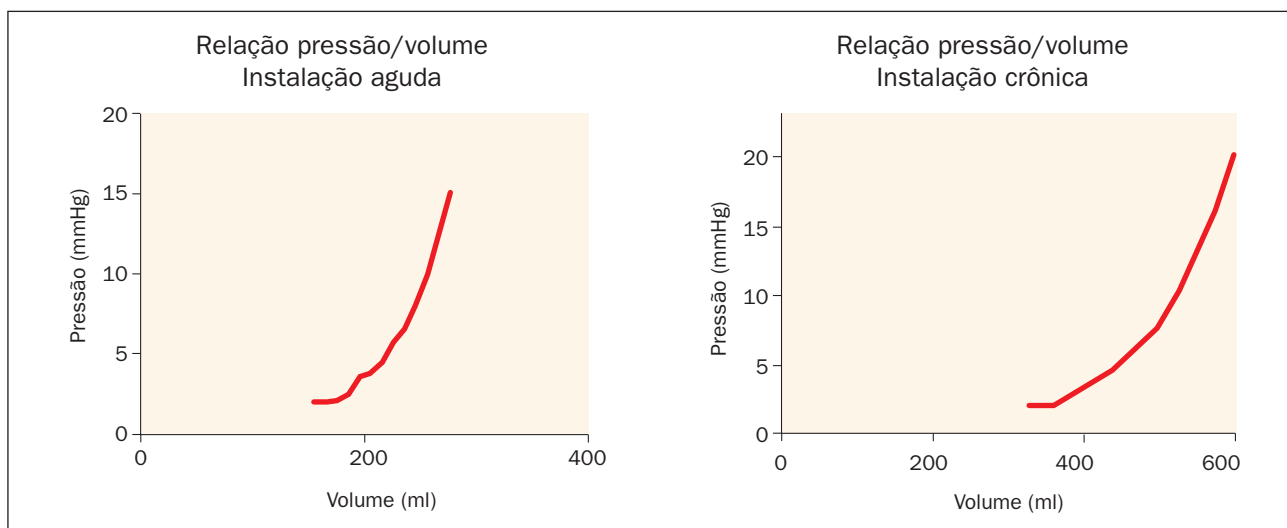 Relação pressão/volume
Instalação aguda
20
15
10
5
0
Pressão (mmHg)
0
200
400
Volume (ml)
Relação pressão/volume
Instalação crônica
20
15
10
5
0
Pressão (mmHg)
0
200
400
600
Volume (ml)